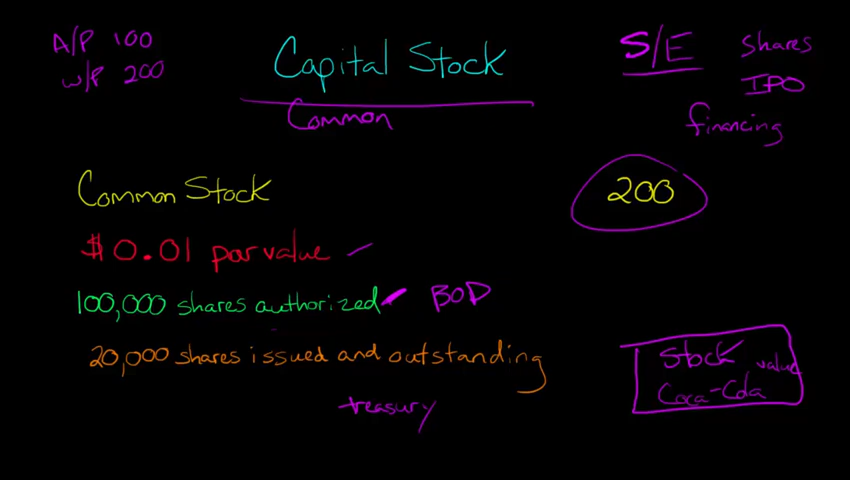 A/P 100
W/P 200
Capital Stock
Common
S/E
Shares
IPO
financing
Common Stock
200
$0.01 par value
100,000 shares authorized BOD
20,000 shares issued and outstanding
treasury
Stock value
Coca-Cola